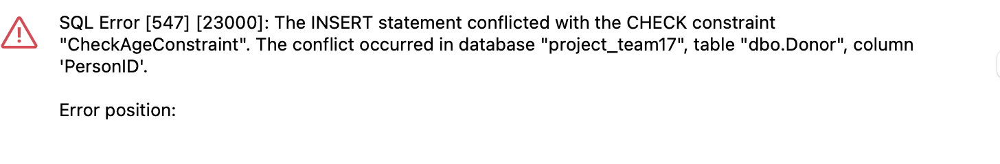 SQL Error [547] [23000]: The INSERT statement conflicted with the CHECK constraint
"CheckAgeConstraint". The conflict occurred in database "project_team17", table "dbo.Donor", column
'PersonID'.
Error position: